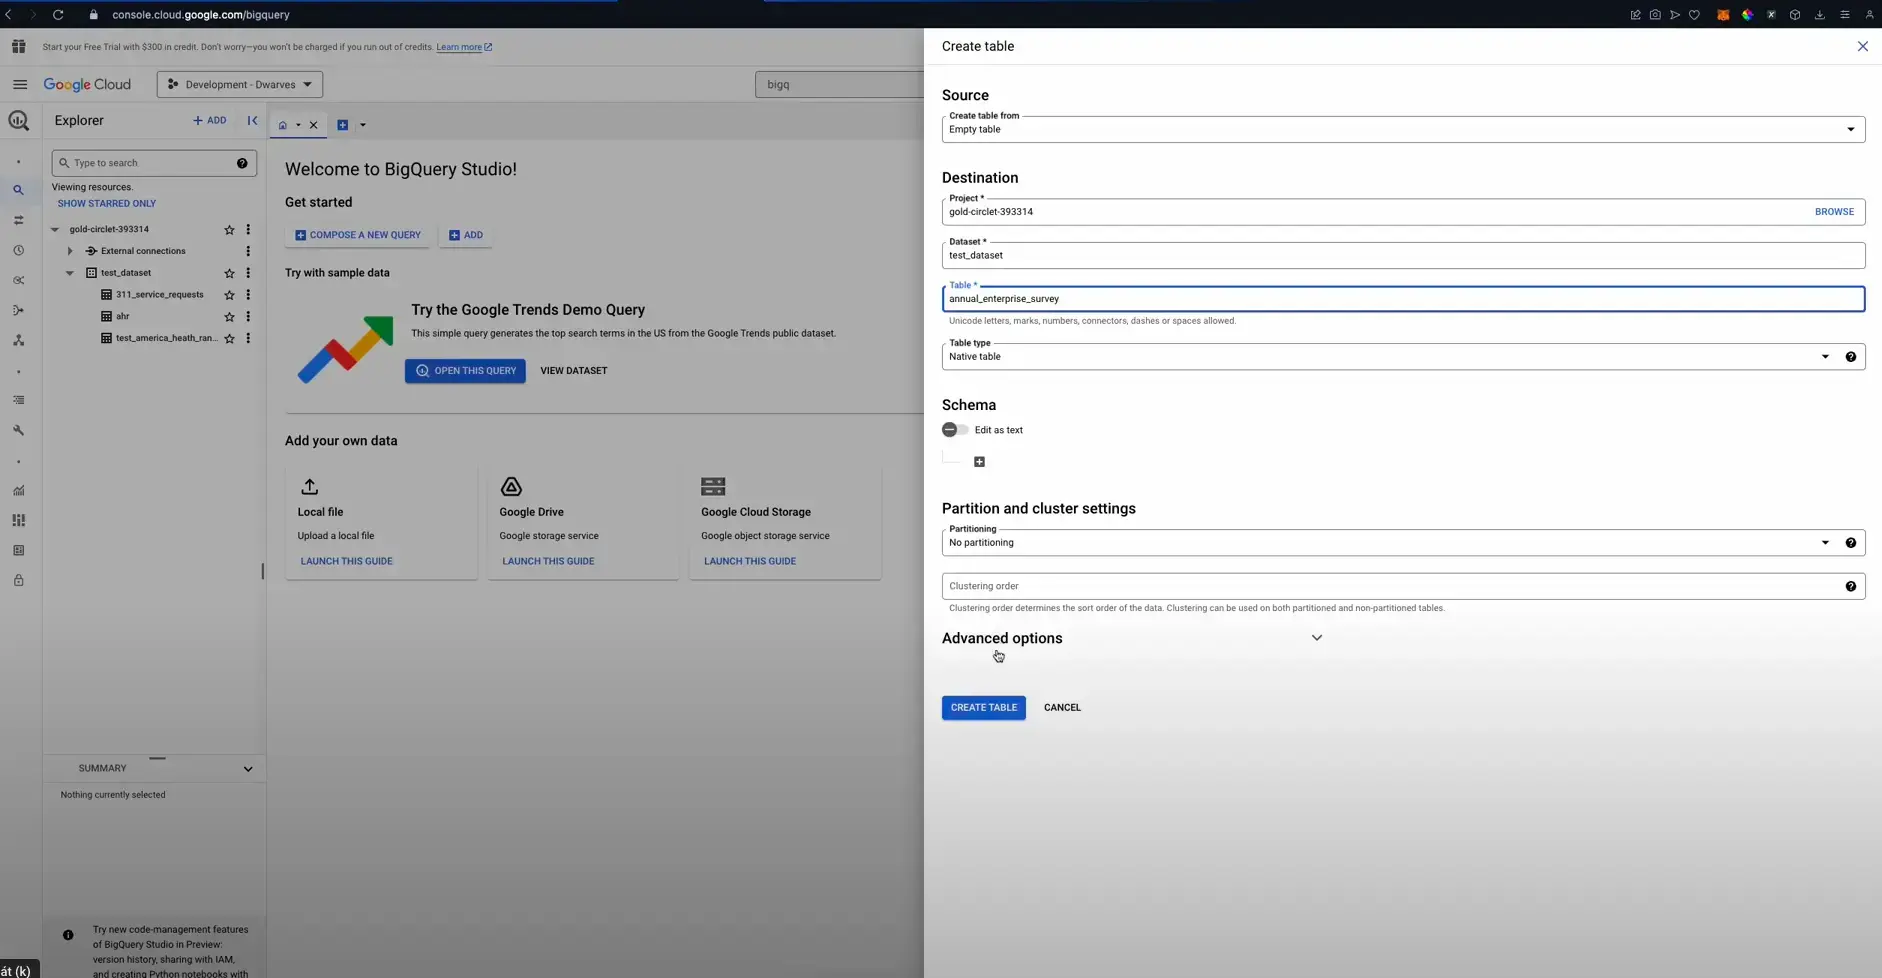 console.cloud.google.com/bigquery
Start your Free Trial with $300 in credit. Don't worry—you won't be charged if you run out of credits. Learn more
Google Cloud
Development - Dwarves
bigq
Explorer
+ ADD
Type to search
Viewing resources.
SHOW STARRED ONLY
gold-circlet-393314
External connections
test_dataset
311_service_requests
ahr
test_america_heath_ran...
SUMMARY
Nothing currently selected
Try new code-management features
of BigQuery Studio in Preview:
version history, sharing with IAM,
and creating Python notebooks with
át (k)
Welcome to BigQuery Studio!
Get started
COMPOSE A NEW QUERY
ADD
Try with sample data
Try the Google Trends Demo Query
This simple query generates the top search terms in the US from the Google Trends public dataset.
OPEN THIS QUERY
VIEW DATASET
Add your own data
Local file
Upload a local file
LAUNCH THIS GUIDE
Google Drive
Google storage service
LAUNCH THIS GUIDE
Google Cloud Storage
Google object storage service
LAUNCH THIS GUIDE
Create table
Source
Create table from
Empty table
Destination
Project *
gold-circlet-393314
BROWSE
Dataset *
test_dataset
Table *
annual_enterprise_survey
Unicode letters, marks, numbers, connectors, dashes or spaces allowed.
Table type
Native table
Schema
Edit as text
Partition and cluster settings
Partitioning
No partitioning
Clustering order
Clustering order determines the sort order of the data. Clustering can be used on both partitioned and non-partitioned tables.
Advanced options
CREATE TABLE
CANCEL